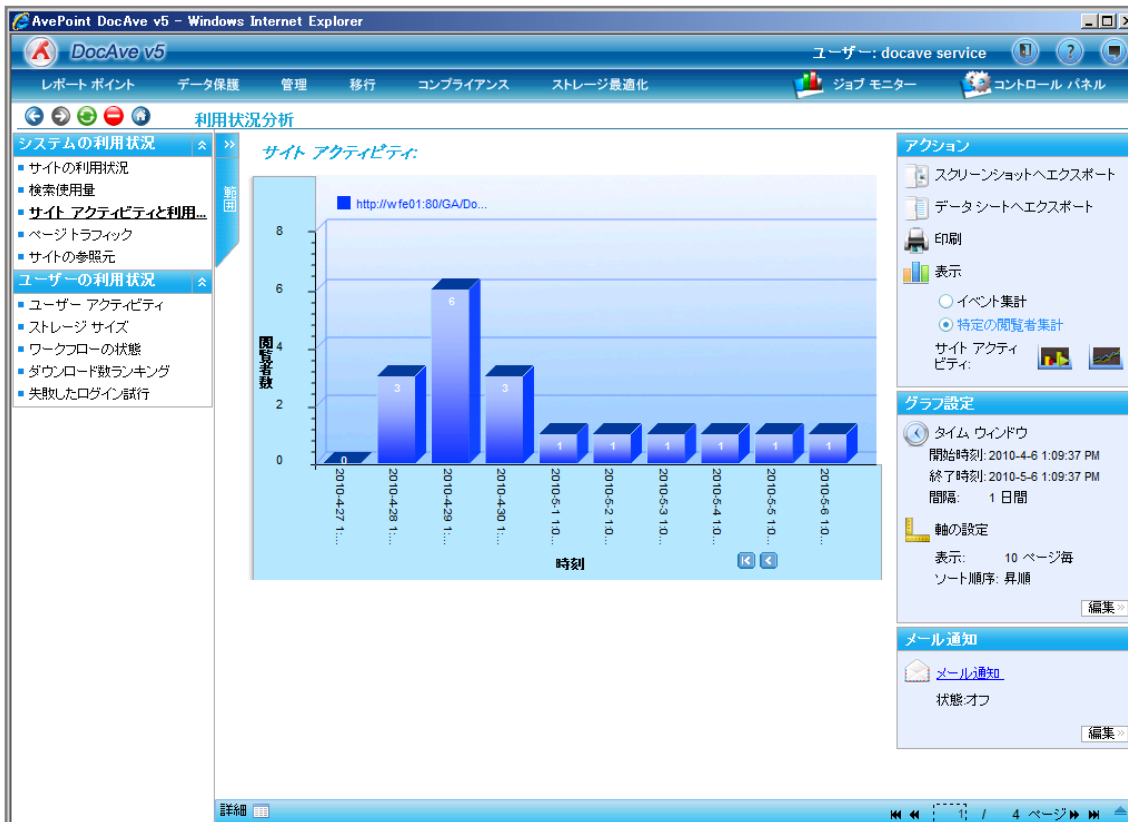 AvePoint DocAve v5 - Windows Internet Explorer
DocAve v5
ユーザー: docave service
レポート ポイント データ保護 管理 移行 コンプライアンス ストレージ最適化 ジョブ モニター コントロール パネル
利用状況分析
システムの利用状況
サイトの利用状況
検索使用量
サイト アクティビティと利用...
ページトラフィック
サイトの参照元
ユーザーの利用状況
ユーザー アクティビティ
ストレージ サイズ
ワークフローの状態
ダウンロード数ランキング
失敗したログイン試行
範囲
サイト アクティビティ:
http://wfe01:80/GA/Do...
閲覧者数
8
6
4
2
0
0
3
6
3
1
1
1
1
1
1
2010-4-27 1:...
2010-4-28 1:...
2010-4-29 1:...
2010-4-30 1:...
2010-5-1 1:0...
2010-5-2 1:0...
2010-5-3 1:0...
2010-5-4 1:0...
2010-5-5 1:0...
2010-5-6 1:0...
時刻
アクション
スクリーンショットへエクスポート
データシートへエクスポート
印刷
表示
イベント集計
特定の閲覧者集計
サイト アクティ
ビティ:
グラフ設定
タイム ウィンドウ
開始時刻: 2010-4-6 1:09:37 PM
終了時刻: 2010-5-6 1:09:37 PM
間隔: 1 日間
軸の設定
表示: 10 ページ毎
ソート順序: 昇順
編集
メール通知
メール通知
状態:オフ
編集
詳細
1 / 4 ページ